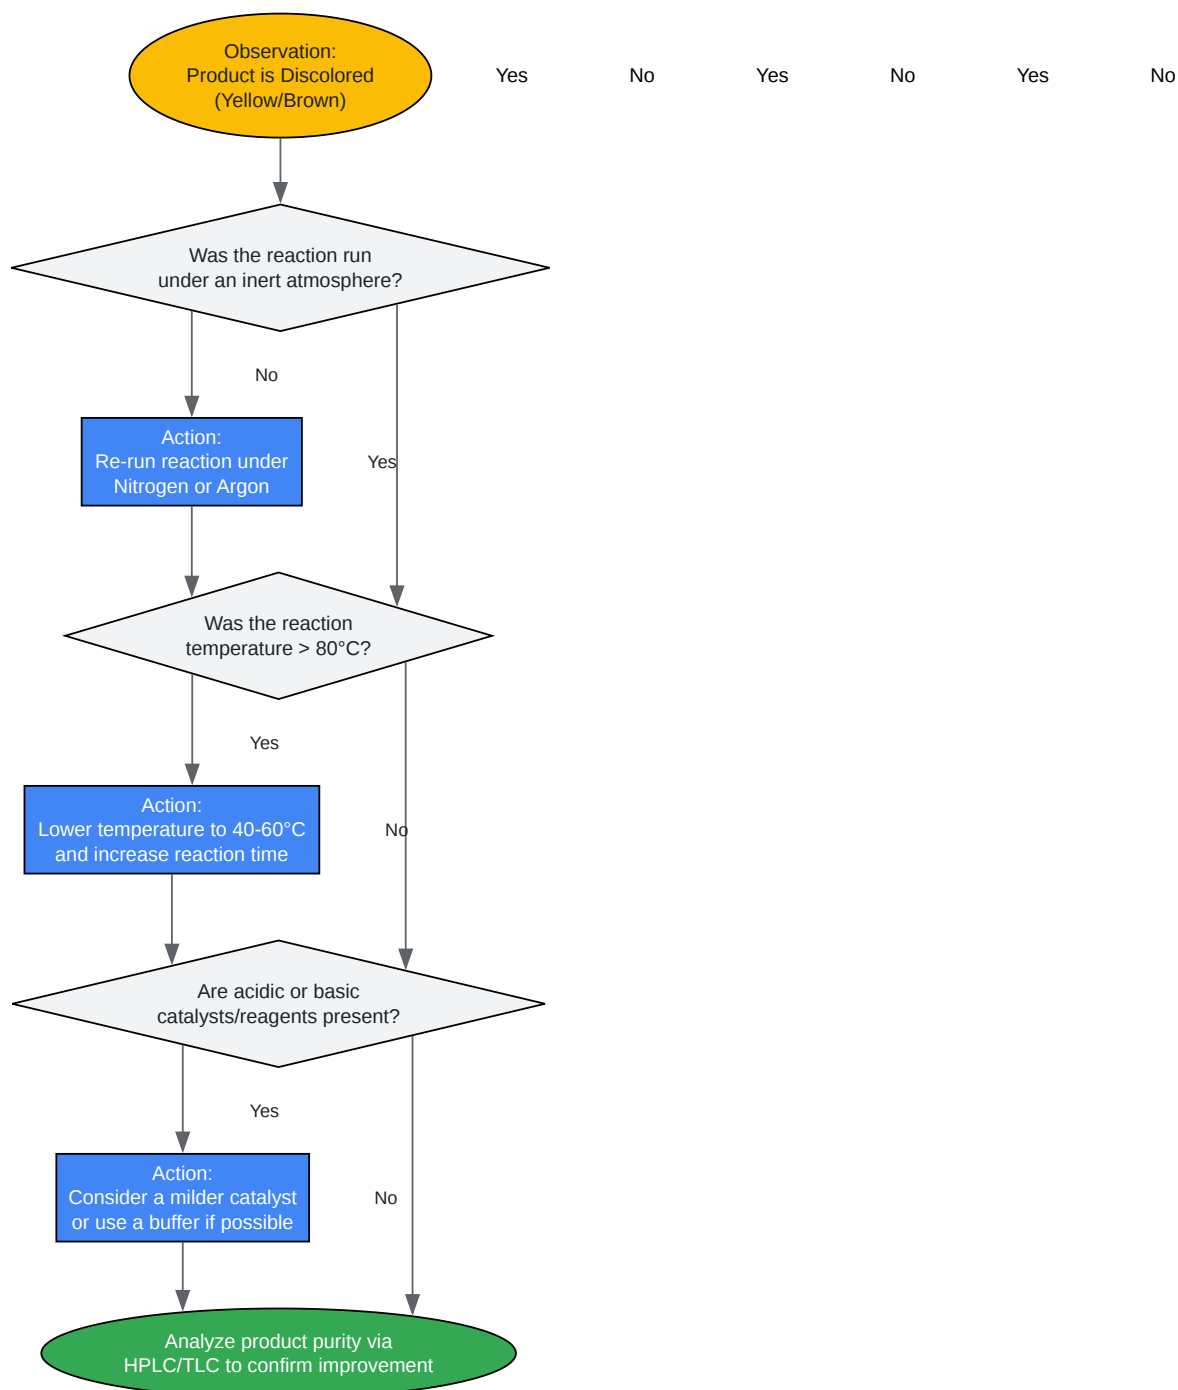 Observation:
Product is Discolored
(Yellow/Brown)
Yes
No
Yes
No
Yes
No
Was the reaction run
under an inert atmosphere?
No
Action:
Re-run reaction under
Nitrogen or Argon
Yes
Was the reaction
temperature > 80°C?
Yes
Action:
Lower temperature to 40-60°C
and increase reaction time
No
Are acidic or basic
catalysts/reagents present?
Yes
Action:
Consider a milder catalyst
or use a buffer if possible
No
Analyze product purity via
HPLC/TLC to confirm improvement